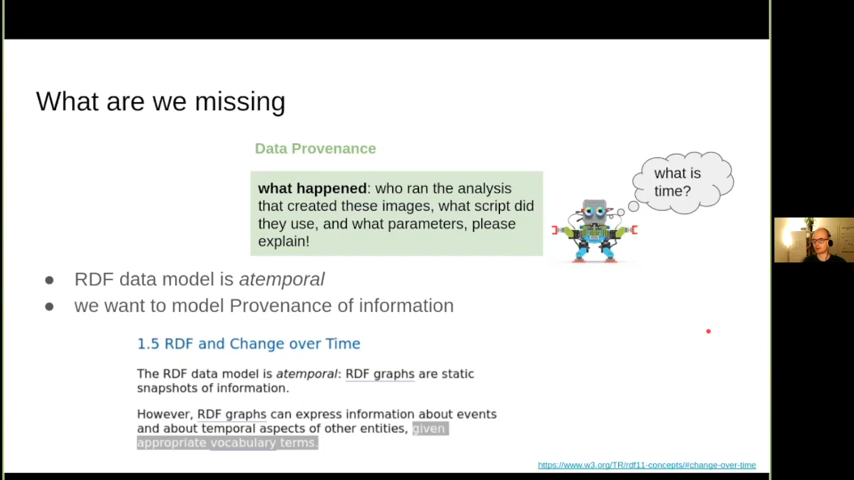 What are we missing
Data Provenance
what happened: who ran the analysis
that created these images, what script did
they use, and what parameters, please
explain!
what is
time?
● RDF data model is atemporal
● we want to model Provenance of information
1.5 RDF and Change over Time
The RDF data model is atemporal: RDF graphs are static
snapshots of information.
However, RDF graphs can express information about events
and about temporal aspects of other entities, given
appropriate vocabulary terms.
https://www.w3.org/TR/rdf11-concepts/#change-over-time